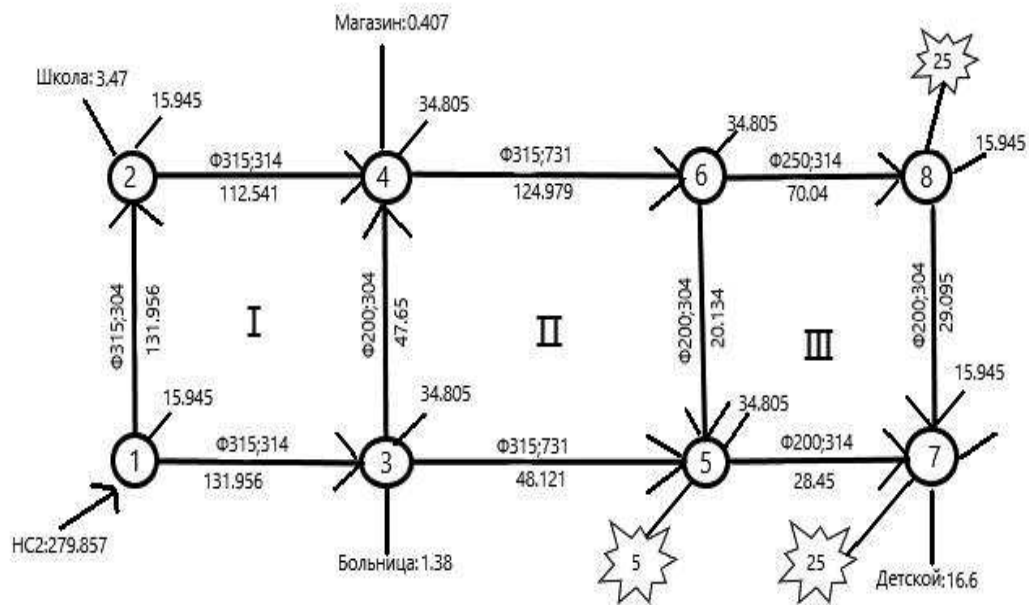 Магазин: 0.407
25
Школа: 3.47
15.945
34.805
34.805
15.945
2
Ф315;314
112.541
4
Ф315;731
124.979
6
Ф250;314
70.04
8
Ф315;304
131.956
I
Ф200;304
47.65
II
Ф200;304
20.134
III
Ф200;304
29.095
15.945
34.805
34.805
15.945
1
Ф315;314
131.956
3
Ф315;731
48.121
5
Ф200;314
28.45
7
НС2:279.857
Больница: 1.38
5
25
Детской: 16.6